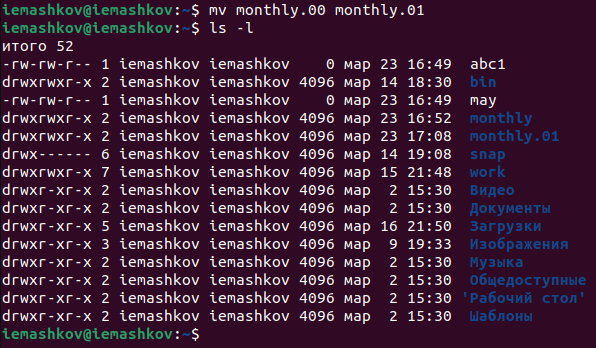 iemashkov@iemashkov:~$ mv monthly.00 monthly.01
iemashkov@iemashkov:~$ ls -l
итого 52
-rw-rw-r-- 1 iemashkov iemashkov    0 мар 23 16:49  abc1
drwxrwxr-x 2 iemashkov iemashkov 4096 мар 14 18:30  bin
-rw-rw-r-- 1 iemashkov iemashkov    0 мар 23 16:49  may
drwxrwxr-x 2 iemashkov iemashkov 4096 мар 23 16:52  monthly
drwxrwxr-x 2 iemashkov iemashkov 4096 мар 23 17:08  monthly.01
drwx------ 6 iemashkov iemashkov 4096 мар 14 19:08  snap
drwxrwxr-x 7 iemashkov iemashkov 4096 мар 15 21:48  work
drwxr-xr-x 2 iemashkov iemashkov 4096 мар  2 15:30  Видео
drwxr-xr-x 2 iemashkov iemashkov 4096 мар  2 15:30  Документы
drwxr-xr-x 5 iemashkov iemashkov 4096 мар 16 21:50  Загрузки
drwxr-xr-x 3 iemashkov iemashkov 4096 мар  9 19:33  Изображения
drwxr-xr-x 2 iemashkov iemashkov 4096 мар  2 15:30  Музыка
drwxr-xr-x 2 iemashkov iemashkov 4096 мар  2 15:30  Общедоступные
drwxr-xr-x 2 iemashkov iemashkov 4096 мар  2 15:30 'Рабочий стол'
drwxr-xr-x 2 iemashkov iemashkov 4096 мар  2 15:30  Шаблоны
iemashkov@iemashkov:~$